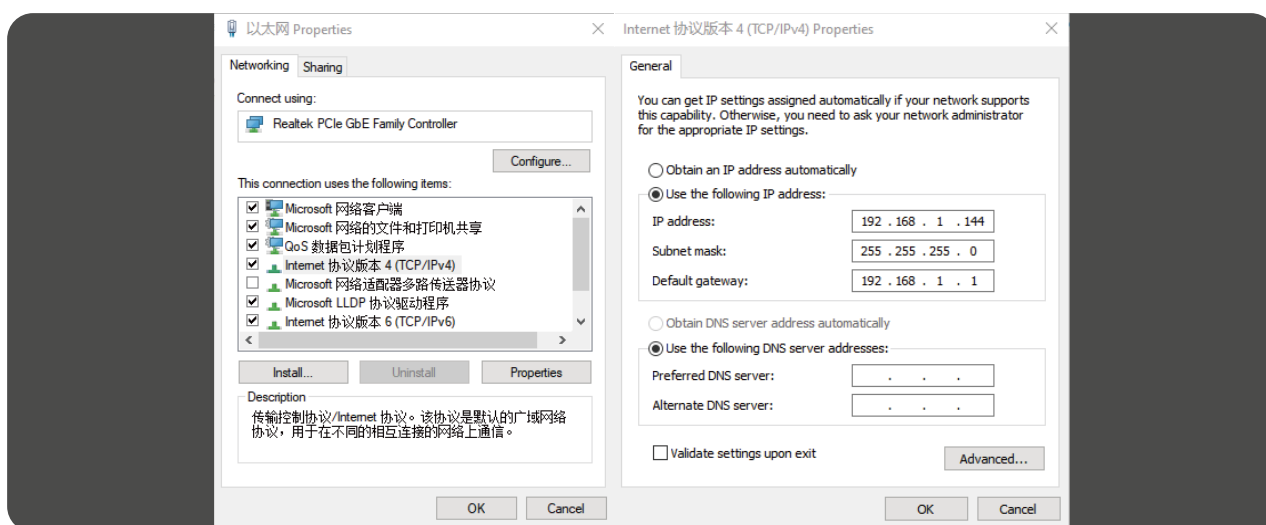 以太网 Properties
Networking
Sharing
Connect using:
Realtek PCIe GbE Family Controller
Configure...
This connection uses the following items:
Microsoft 网络客户端
Microsoft 网络的文件和打印机共享
QoS 数据包计划程序
Internet 协议版本 4 (TCP/IPv4)
Microsoft 网络适配器多路传送器协议
Microsoft LLDP 协议驱动程序
Internet 协议版本 6 (TCP/IPv6)
Install...
Uninstall
Properties
Description
传输控制协议/Internet 协议。该协议是默认的广域网络
协议，用于在不同的相互连接的网络上通信。
OK
Cancel
Internet 协议版本 4 (TCP/IPv4) Properties
General
You can get IP settings assigned automatically if your network supports
this capability. Otherwise, you need to ask your network administrator
for the appropriate IP settings.
Obtain an IP address automatically
Use the following IP address:
IP address: 192 . 168 . 1 . 144
Subnet mask: 255 . 255 . 255 . 0
Default gateway: 192 . 168 . 1 . 1
Obtain DNS server address automatically
Use the following DNS server addresses:
Preferred DNS server: . . .
Alternate DNS server: . . .
Validate settings upon exit
Advanced...
OK
Cancel